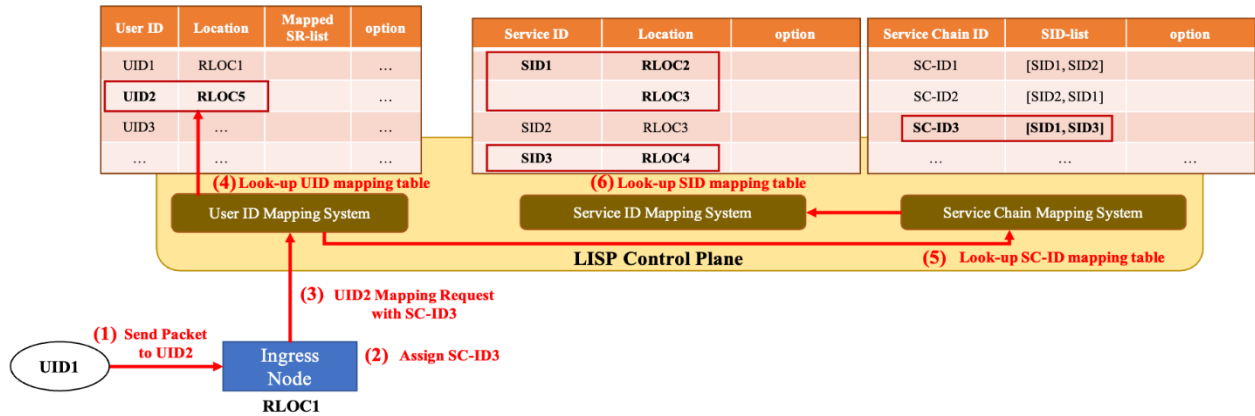 User ID Location Mapped SR-list option
UID1 RLOC1 …
UID2 RLOC5 …
UID3 … …
… … …
Service ID Location option
SID1 RLOC2
RLOC3
SID2 RLOC3
SID3 RLOC4
Service Chain ID SID-list option
SC-ID1 [SID1, SID2]
SC-ID2 [SID2, SID1]
SC-ID3 [SID1, SID3]
… … …
(4) Look-up UID mapping table
(6) Look-up SID mapping table
User ID Mapping System
Service ID Mapping System
Service Chain Mapping System
LISP Control Plane
(5) Look-up SC-ID mapping table
(3) UID2 Mapping Request
with SC-ID3
(1) Send Packet
to UID2
(2) Assign SC-ID3
UID1
Ingress
Node
RLOC1